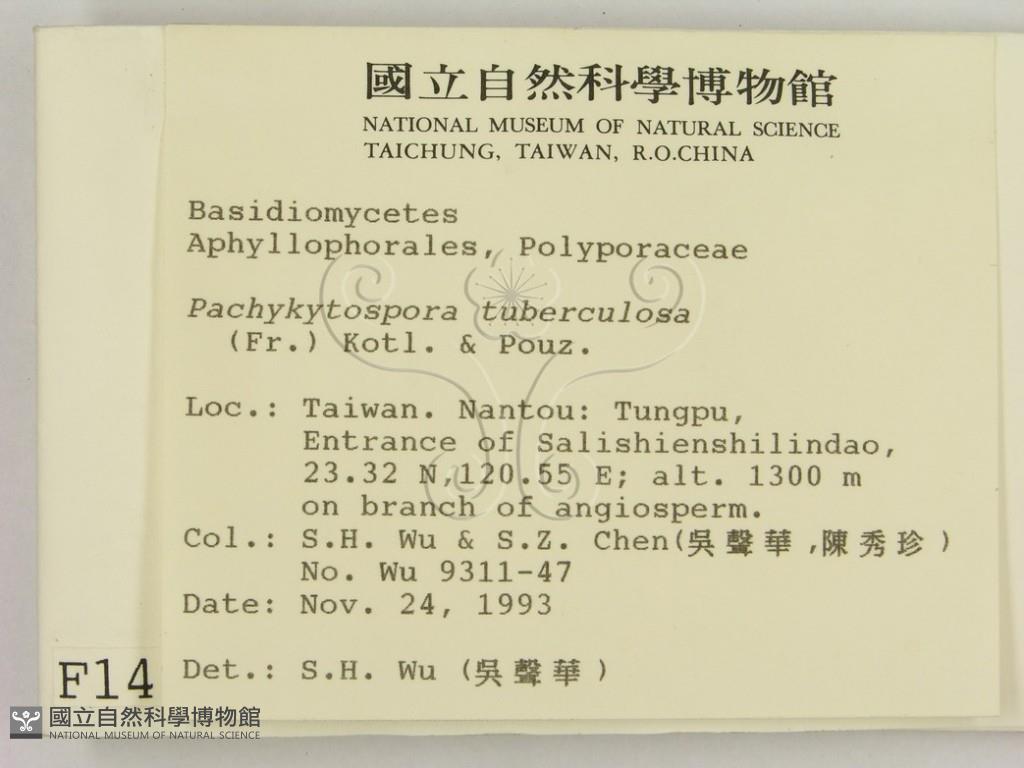 國立自然科學博物館
NATIONAL MUSEUM OF NATURAL SCIENCE
TAICHUNG, TAIWAN, R.O.CHINA
Basidiomycetes
Aphyllophorales, Polyporaceae
Pachykytospora tuberculosa
(Fr.) Kotl. & Pouz.
Loc.: Taiwan. Nantou: Tungpu,
Entrance of Salishienshilindao,
23.32 N,120.55 E; alt. 1300 m
on branch of angiosperm.
Col.: S.H. Wu & S.Z. Chen(吳聲華,陳秀珍)
No. Wu 9311-47
Date: Nov. 24, 1993
Det.: S.H. Wu (吳聲華)
F14
國立自然科學博物館
NATIONAL MUSEUM OF NATURAL SCIENCE